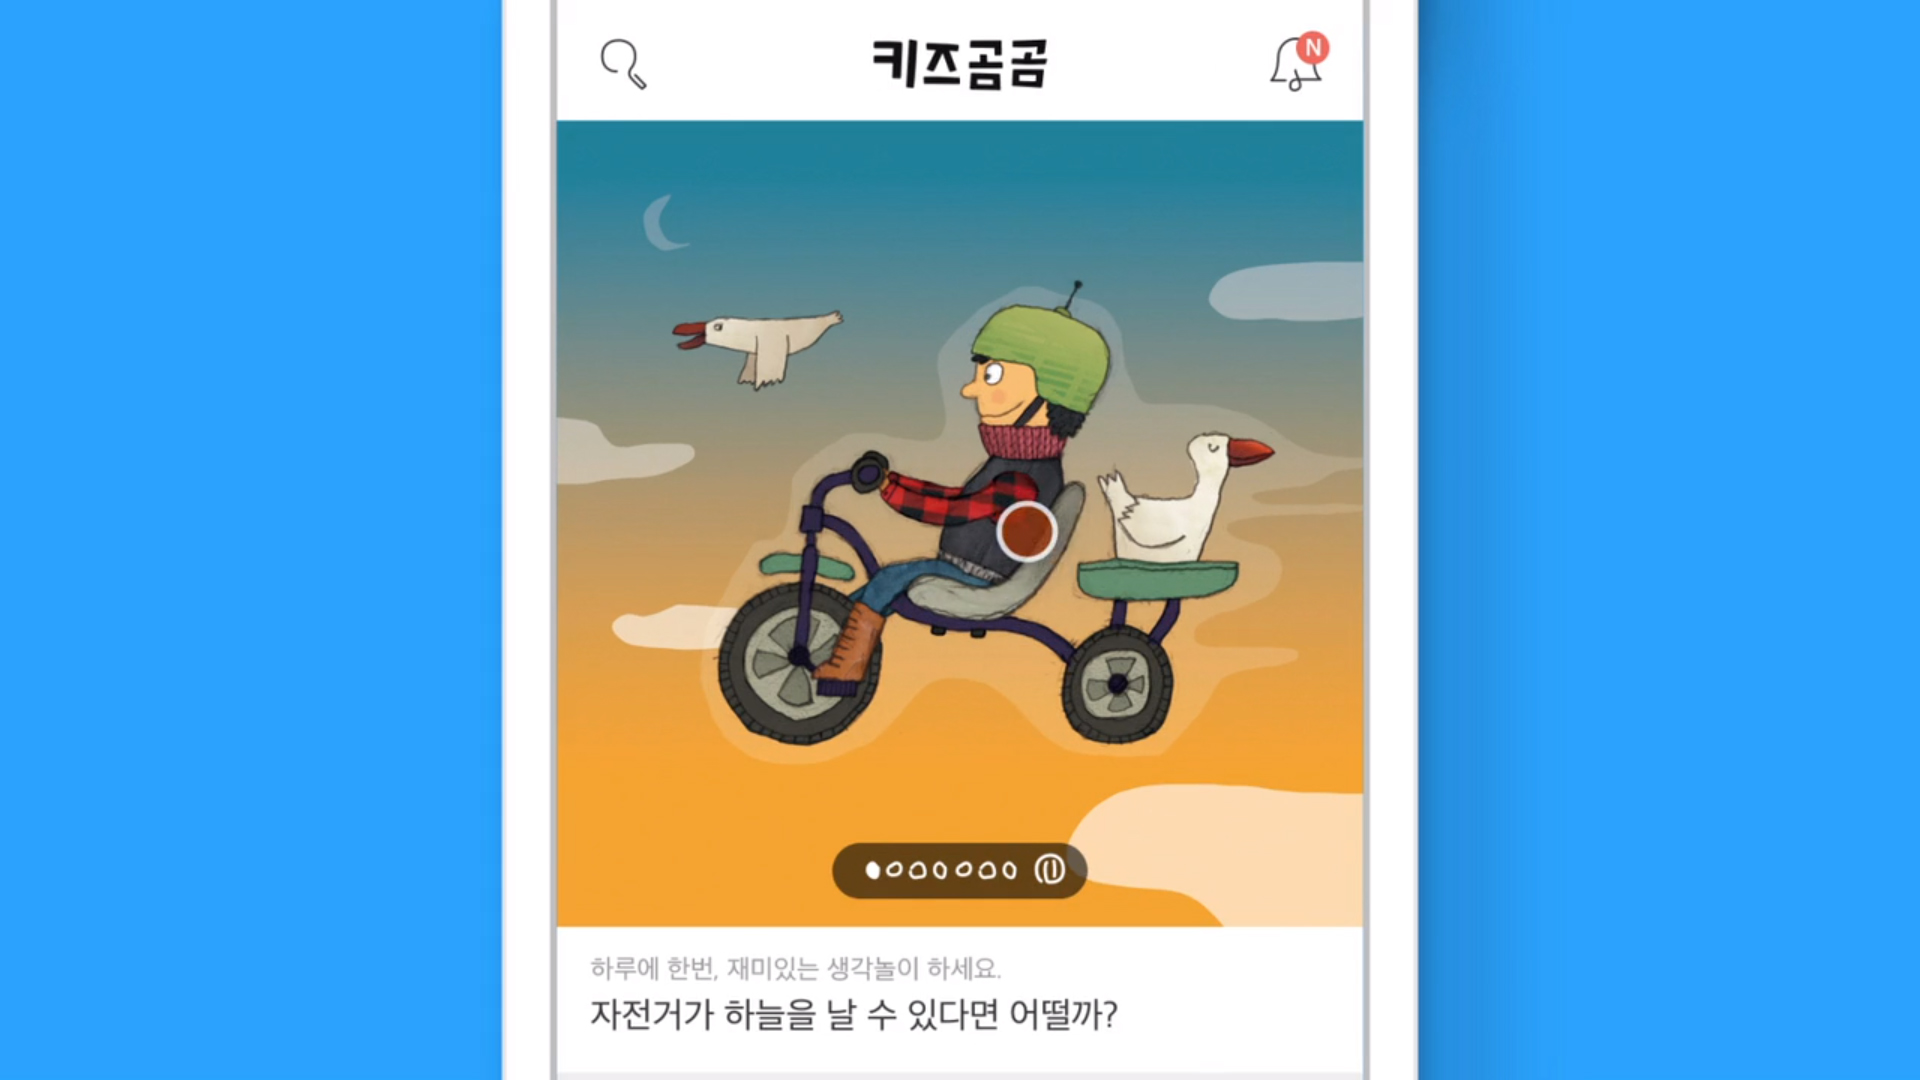 키즈곰곰
N
하루에 한번, 재미있는 생각놀이 하세요.
자전거가 하늘을 날 수 있다면 어떨까?